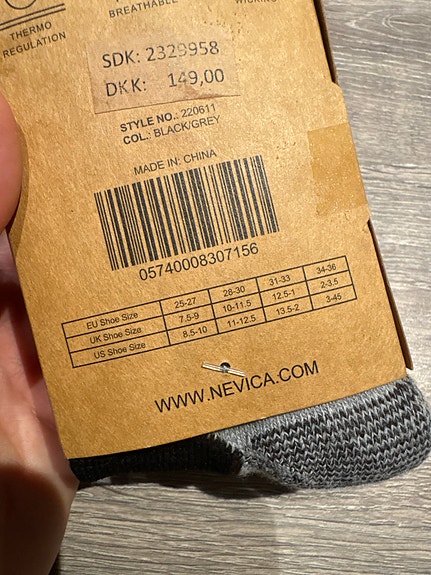 THERMO
REGULATION
BREATHABLE
WICKING
SDK: 2329958
DKK: 149,00
STYLE NO.: 220611
COL.: BLACK/GREY
MADE IN: CHINA
05740008307156
EU Shoe Size 25-27 28-30 31-33 34-36
UK Shoe Size 7.5-9 10-11.5 12.5-1 2-3.5
US Shoe Size 8.5-10 11-12.5 13.5-2 3-45
WWW.NEVICA.COM